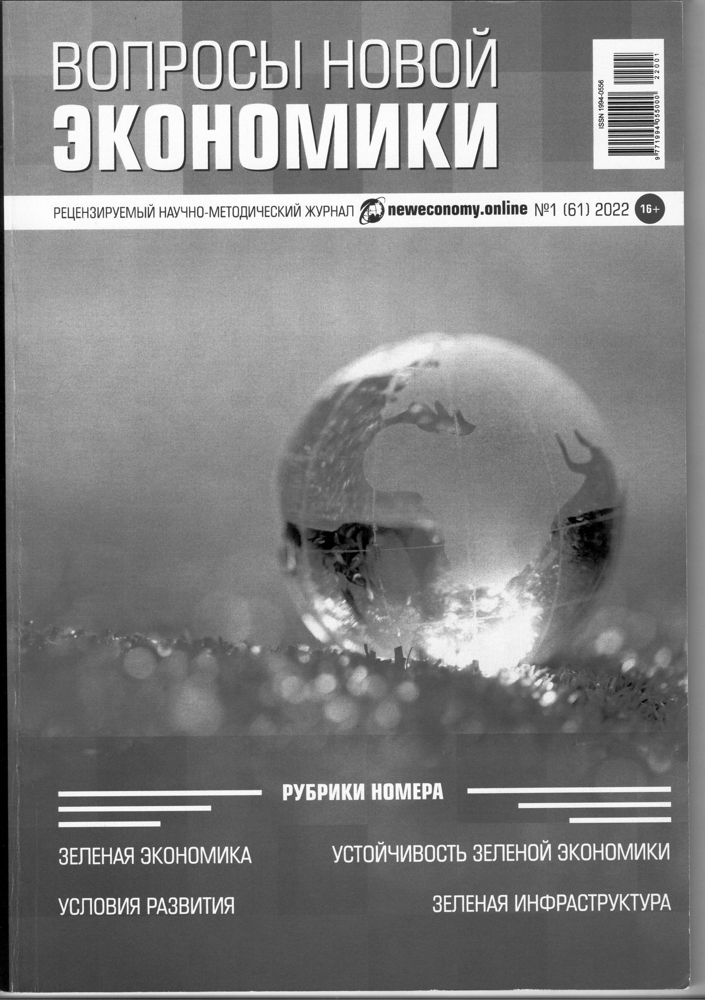 ВОПРОСЫ НОВОЙ
ЭКОНОМИКИ
ISSN 1994-0556
9 771994 055000
22001
РЕЦЕНЗИРУЕМЫЙ НАУЧНО-МЕТОДИЧЕСКИЙ ЖУРНАЛ neweconomy.online №1 (61) 2022 16+
РУБРИКИ НОМЕРА
ЗЕЛЕНАЯ ЭКОНОМИКА
УСТОЙЧИВОСТЬ ЗЕЛЕНОЙ ЭКОНОМИКИ
УСЛОВИЯ РАЗВИТИЯ
ЗЕЛЕНАЯ ИНФРАСТРУКТУРА